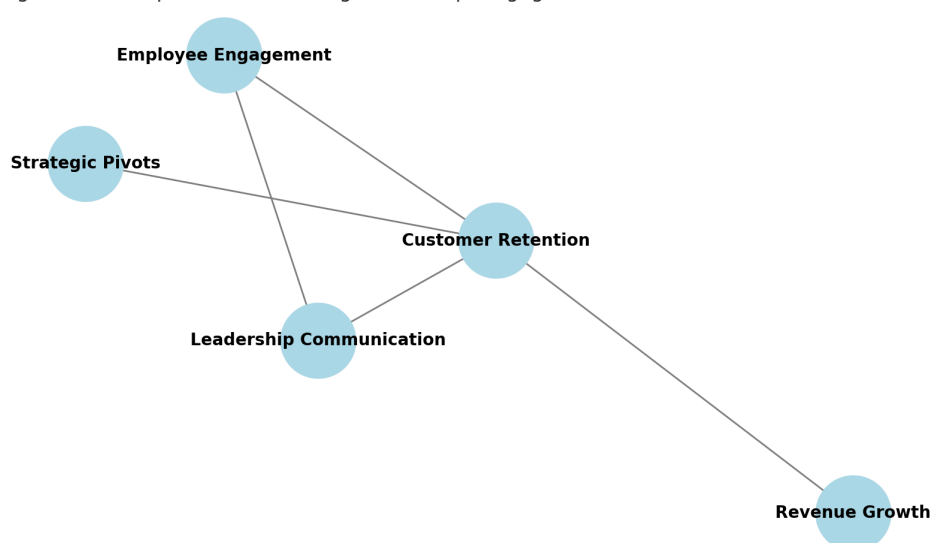 Employee Engagement
Strategic Pivots
Customer Retention
Leadership Communication
Revenue Growth